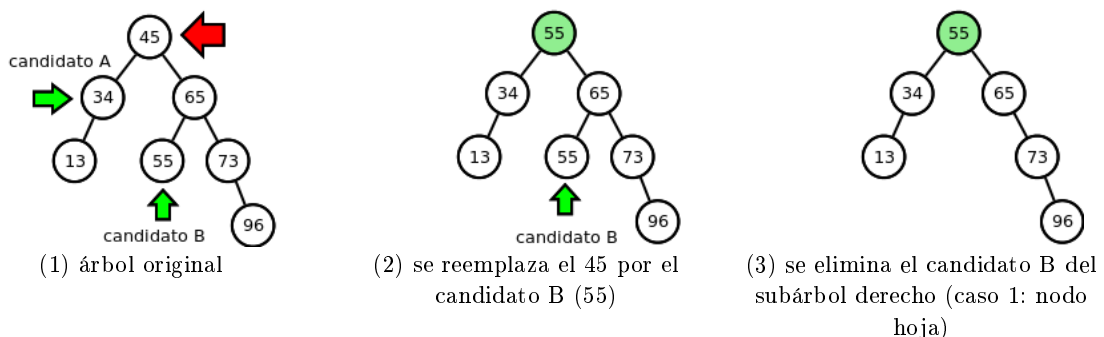 45
candidato A
34
65
13
55
73
96
candidato B
(1) árbol original
55
34
65
13
55
73
96
candidato B
(2) se reemplaza el 45 por el
candidato B (55)
55
34
65
13
73
96
(3) se elimina el candidato B del
subárbol derecho (caso 1: nodo
hoja)